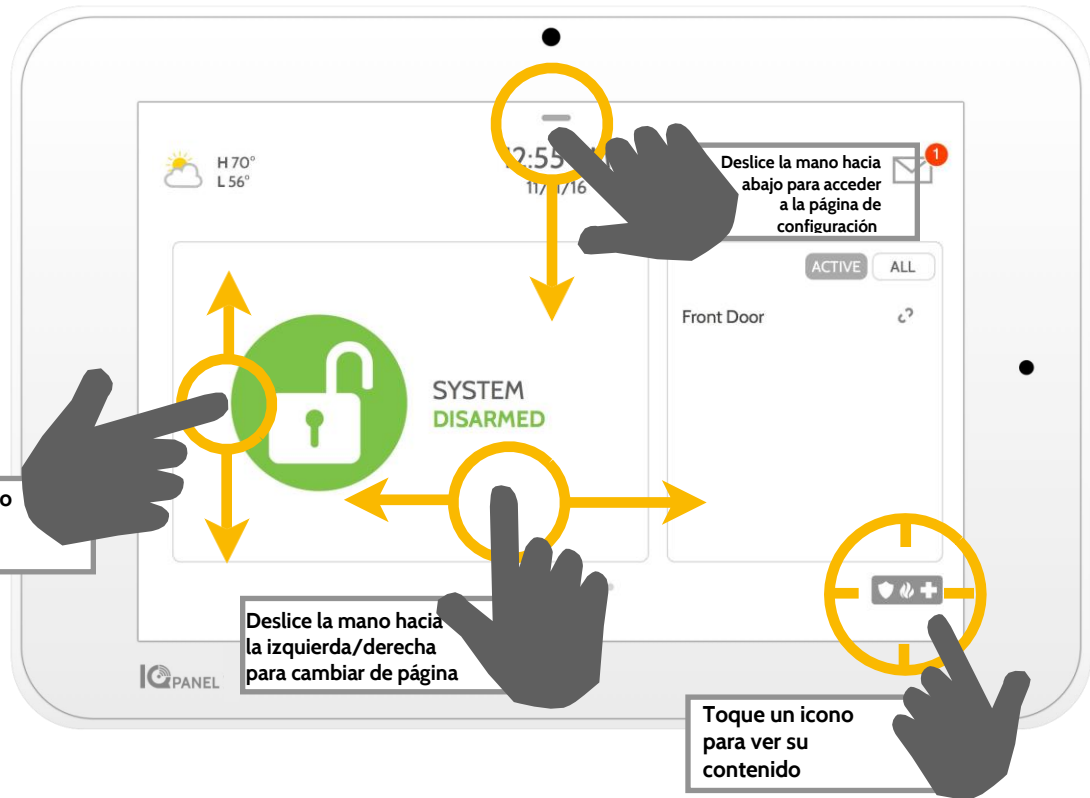 H 70°
L 56°
12:55
Deslice la mano hacia
abajo para acceder
a la página de
configuración
1
ACTIVE
ALL
Front Door
SYSTEM
DISARMED
o
Deslice la mano hacia
la izquierda/derecha
para cambiar de página
IQ PANEL
Toque un icono
para ver su
contenido